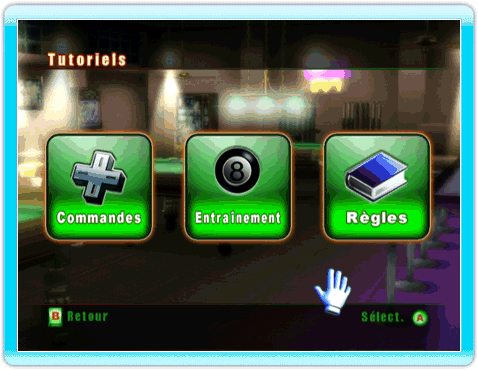 Tutoriels
8
Commandes
Entrainement
Règles
B Retour
Sélect. A